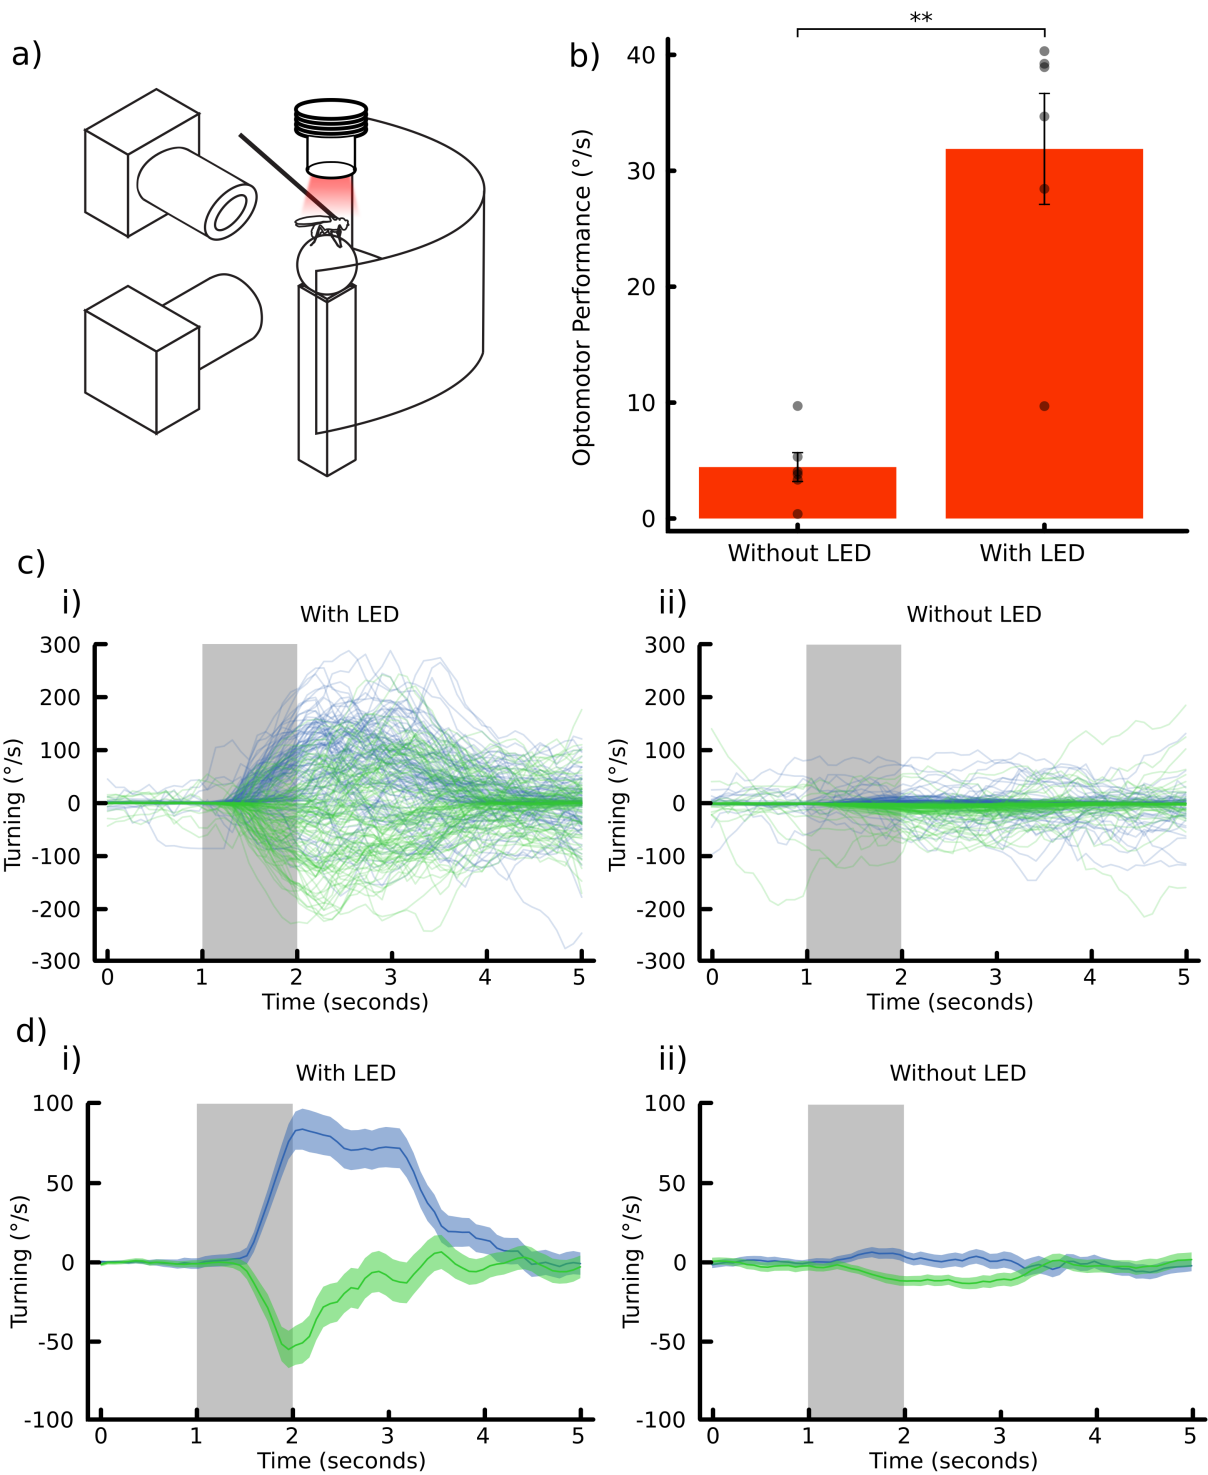 a)
b)
**
Optomotor Performance (°/s)
40
30
20
10
0
Without LED
With LED
c)
i)
With LED
Turning (°/s)
300
200
100
0
-100
-200
-300
0 1 2 3 4 5
Time (seconds)
ii)
Without LED
Turning (°/s)
300
200
100
0
-100
-200
-300
0 1 2 3 4 5
Time (seconds)
d)
i)
With LED
Turning (°/s)
100
50
0
-50
-100
0 1 2 3 4 5
Time (seconds)
ii)
Without LED
Turning (°/s)
100
50
0
-50
-100
0 1 2 3 4 5
Time (seconds)